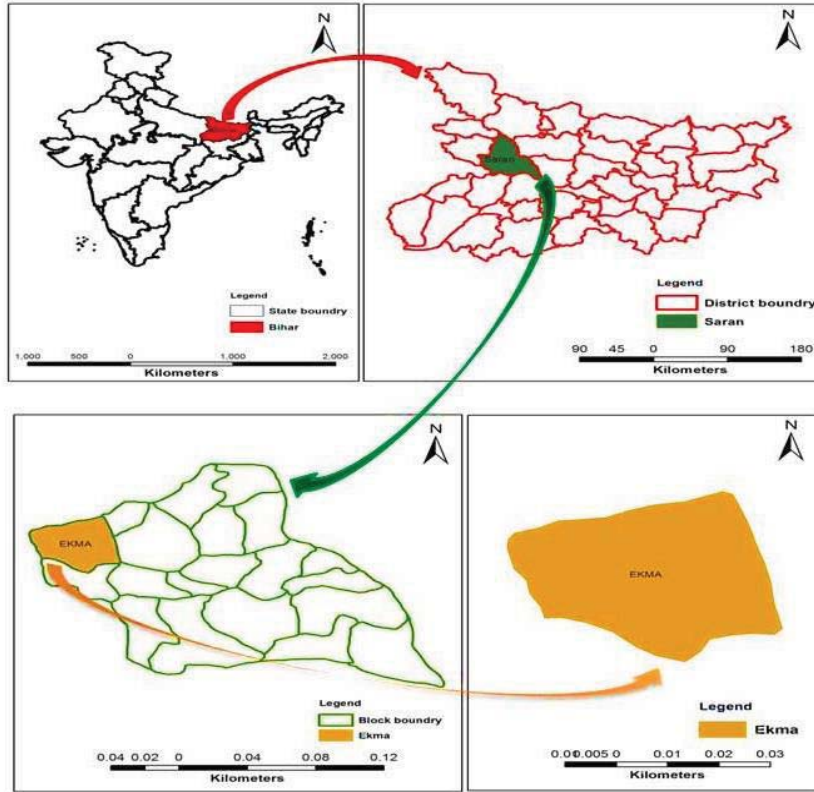 N
Legend
State boundry
Bihar
1,000 500 0 1,000 2,000
Kilometers
N
Saran
Legend
District boundry
Saran
90 45 0 90 180
Kilometers
N
EKMA
Legend
Block boundry
Ekma
0.04 0.02 0 0.04 0.08 0.12
Kilometers
N
EKMA
Legend
Ekma
0.01 0.005 0 0.01 0.02 0.03
Kilometers